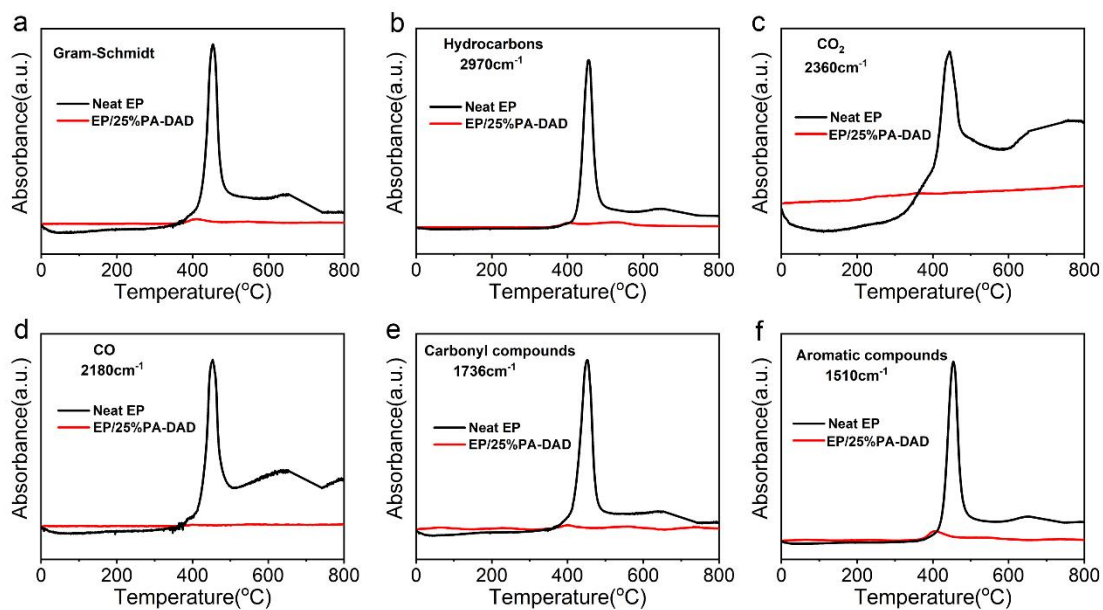 a
Gram-Schmidt
Neat EP
EP/25%PA-DAD
Absorbance(a.u.)
0 200 400 600 800
Temperature(°C)
b
Hydrocarbons
2970cm⁻¹
Neat EP
EP/25%PA-DAD
Absorbance(a.u.)
0 200 400 600 800
Temperature(°C)
c
CO₂
2360cm⁻¹
Neat EP
EP/25%PA-DAD
Absorbance(a.u.)
0 200 400 600 800
Temperature(°C)
d
CO
2180cm⁻¹
Neat EP
EP/25%PA-DAD
Absorbance(a.u.)
0 200 400 600 800
Temperature(°C)
e
Carbonyl compounds
1736cm⁻¹
Neat EP
EP/25%PA-DAD
Absorbance(a.u.)
0 200 400 600 800
Temperature(°C)
f
Aromatic compounds
1510cm⁻¹
Neat EP
EP/25%PA-DAD
Absorbance(a.u.)
0 200 400 600 800
Temperature(°C)